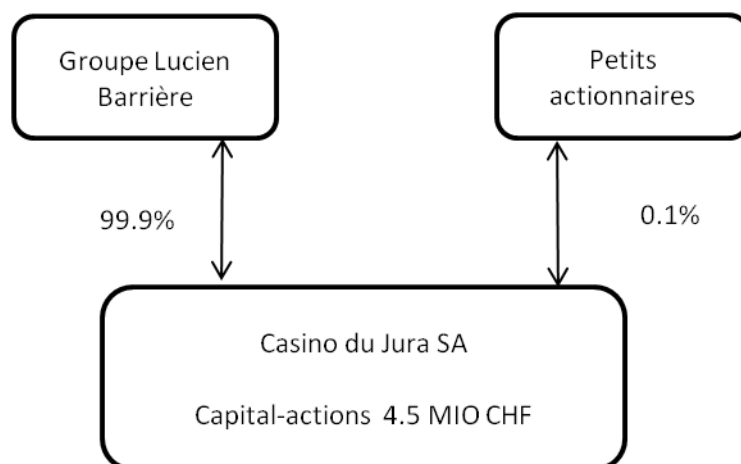 Groupe Lucien
Barrière
Petits
actionnaires
99.9%
0.1%
Casino du Jura SA
Capital-actions 4.5 MIO CHF